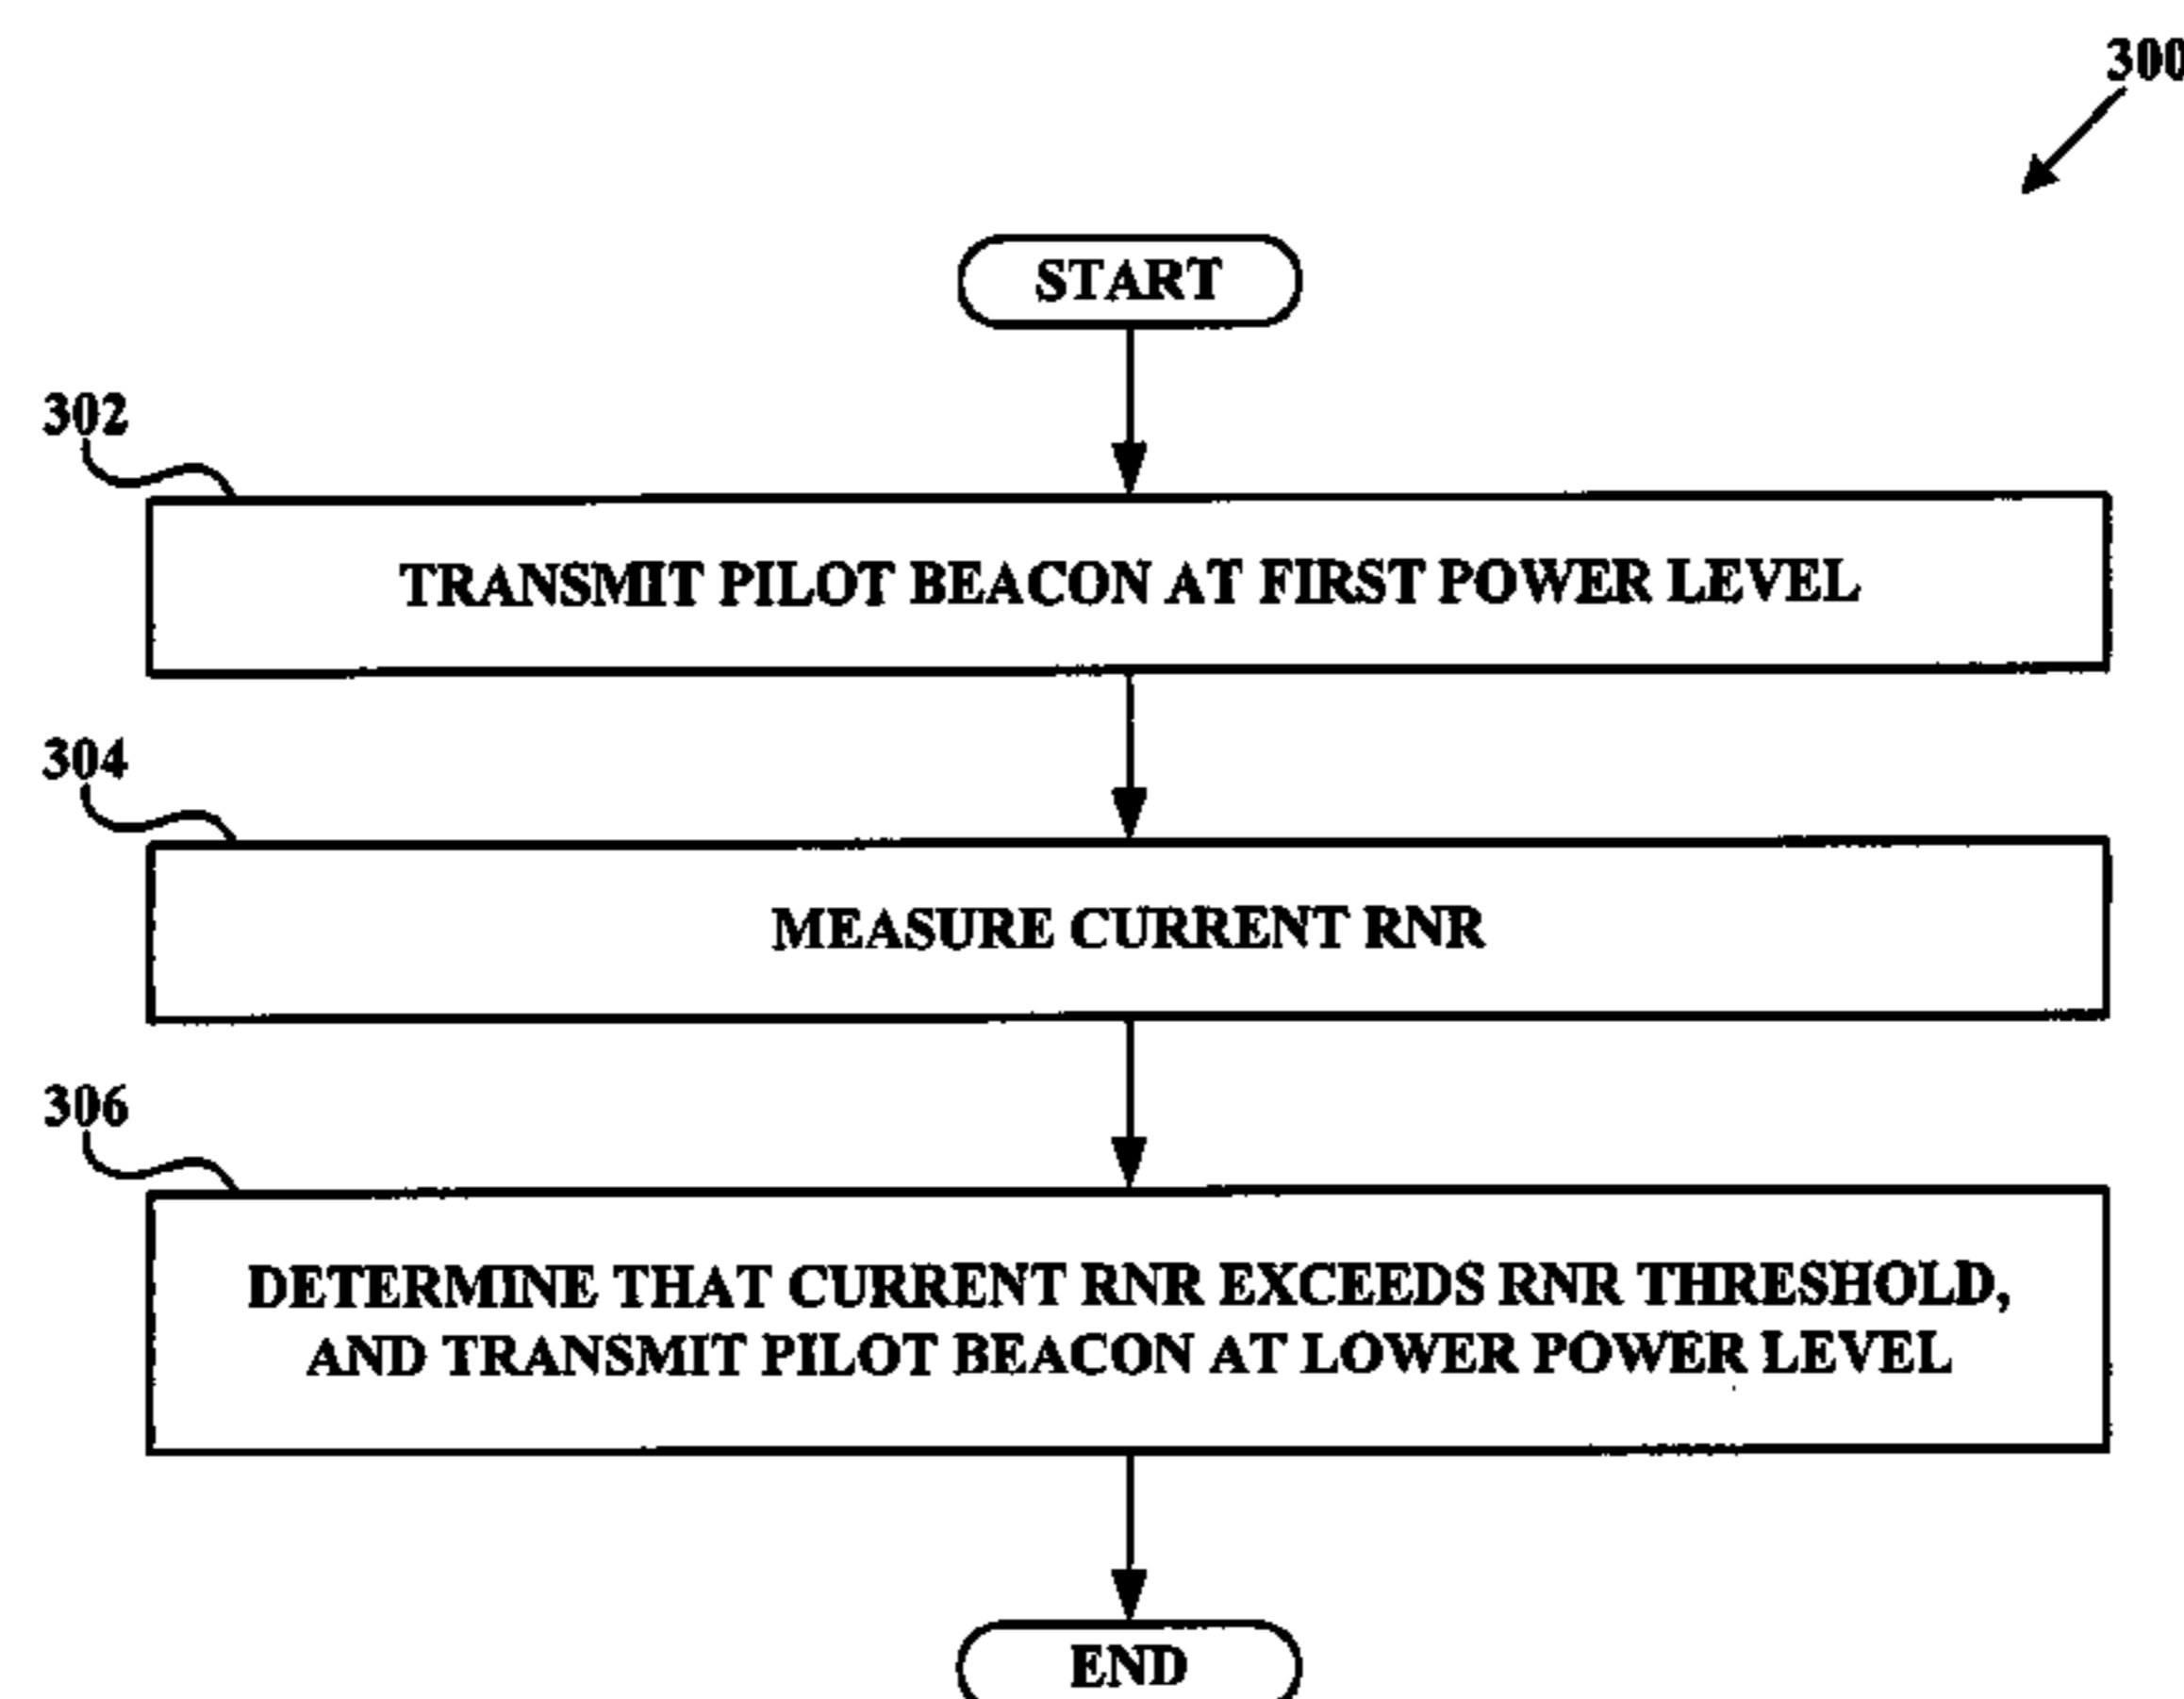 300
START
302
TRANSMIT PILOT BEACON AT FIRST POWER LEVEL
304
MEASURE CURRENT RNR
306
DETERMINE THAT CURRENT RNR EXCEEDS RNR THRESHOLD,
AND TRANSMIT PILOT BEACON AT LOWER POWER LEVEL
END